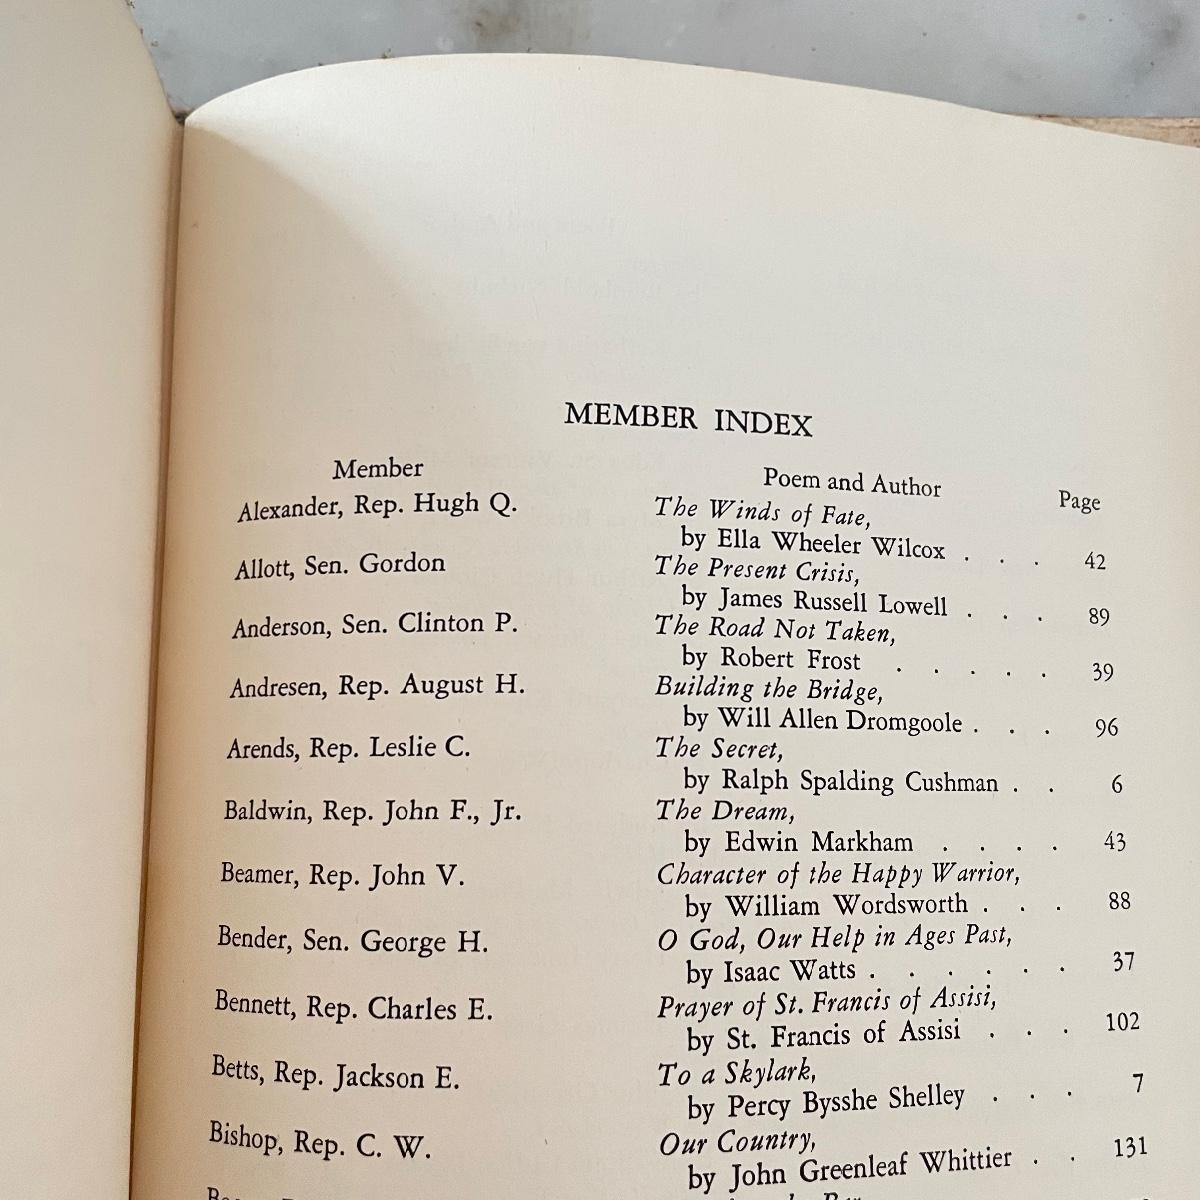 MEMBER INDEX
Member Poem and Author Page
Alexander, Rep. Hugh Q. The Winds of Fate,
by Ella Wheeler Wilcox . . . 42
Allott, Sen. Gordon The Present Crisis,
by James Russell Lowell . . . 89
Anderson, Sen. Clinton P. The Road Not Taken,
by Robert Frost . . . . . 39
Andresen, Rep. August H. Building the Bridge,
by Will Allen Dromgoole . . . 96
Arends, Rep. Leslie C. The Secret,
by Ralph Spalding Cushman . . 6
Baldwin, Rep. John F., Jr. The Dream,
by Edwin Markham . . . . 43
Beamer, Rep. John V. Character of the Happy Warrior,
by William Wordsworth . . . 88
Bender, Sen. George H. O God, Our Help in Ages Past,
by Isaac Watts . . . . . . 37
Bennett, Rep. Charles E. Prayer of St. Francis of Assisi,
by St. Francis of Assisi . . . 102
Betts, Rep. Jackson E. To a Skylark,
by Percy Bysshe Shelley . . . 7
Bishop, Rep. C. W. Our Country,
by John Greenleaf Whittier . . 131